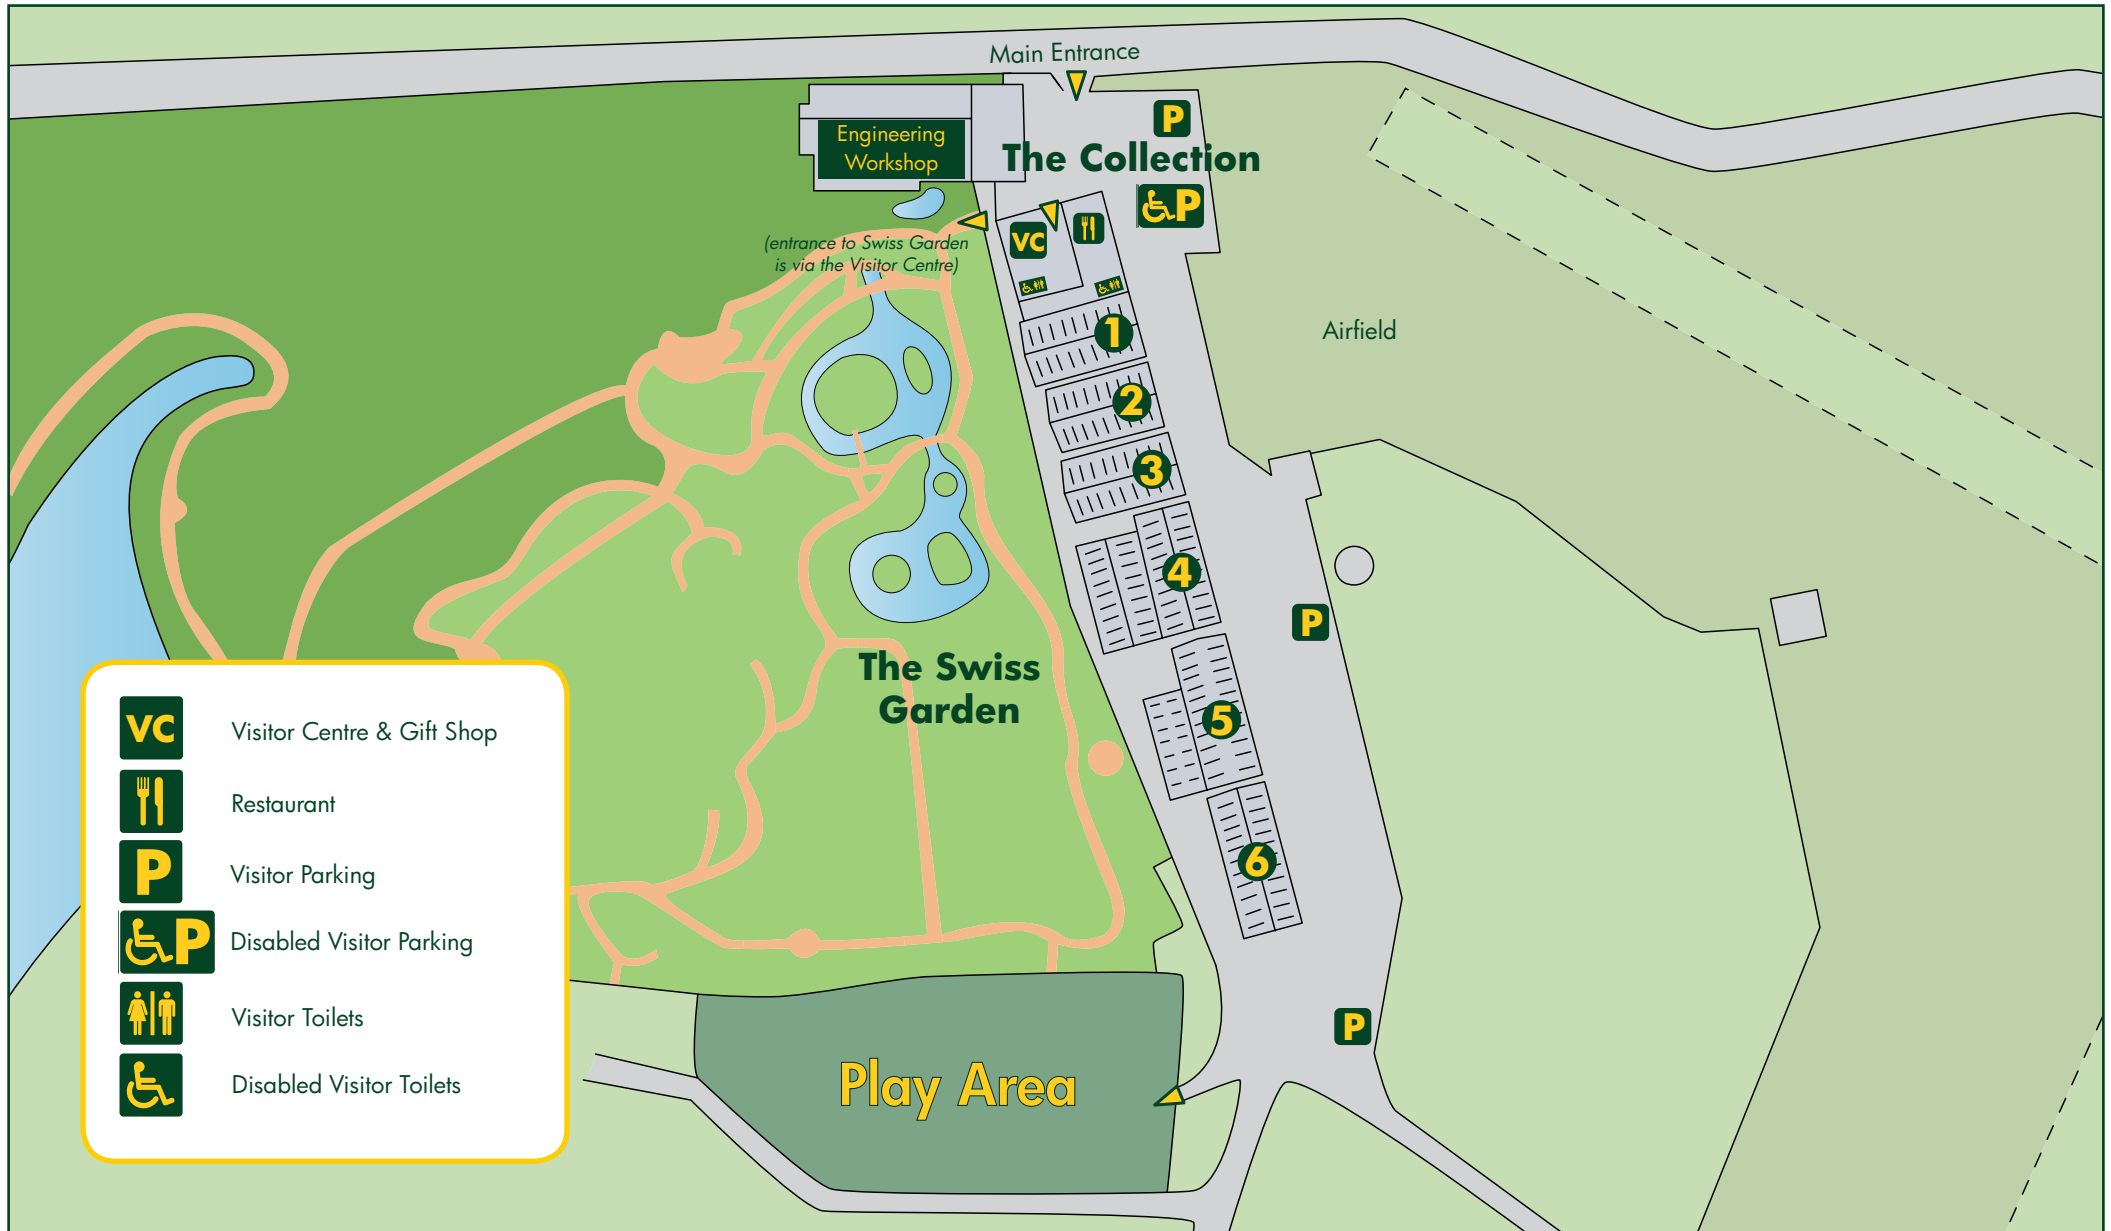 Main Entrance
P
Engineering
Workshop
The Collection
P
VC
(entrance to Swiss Garden
is via the Visitor Centre)
1
Airfield
2
3
4
P
The Swiss
Garden
5
6
P
Play Area
VC Visitor Centre & Gift Shop
Restaurant
P Visitor Parking
P Disabled Visitor Parking
Visitor Toilets
Disabled Visitor Toilets